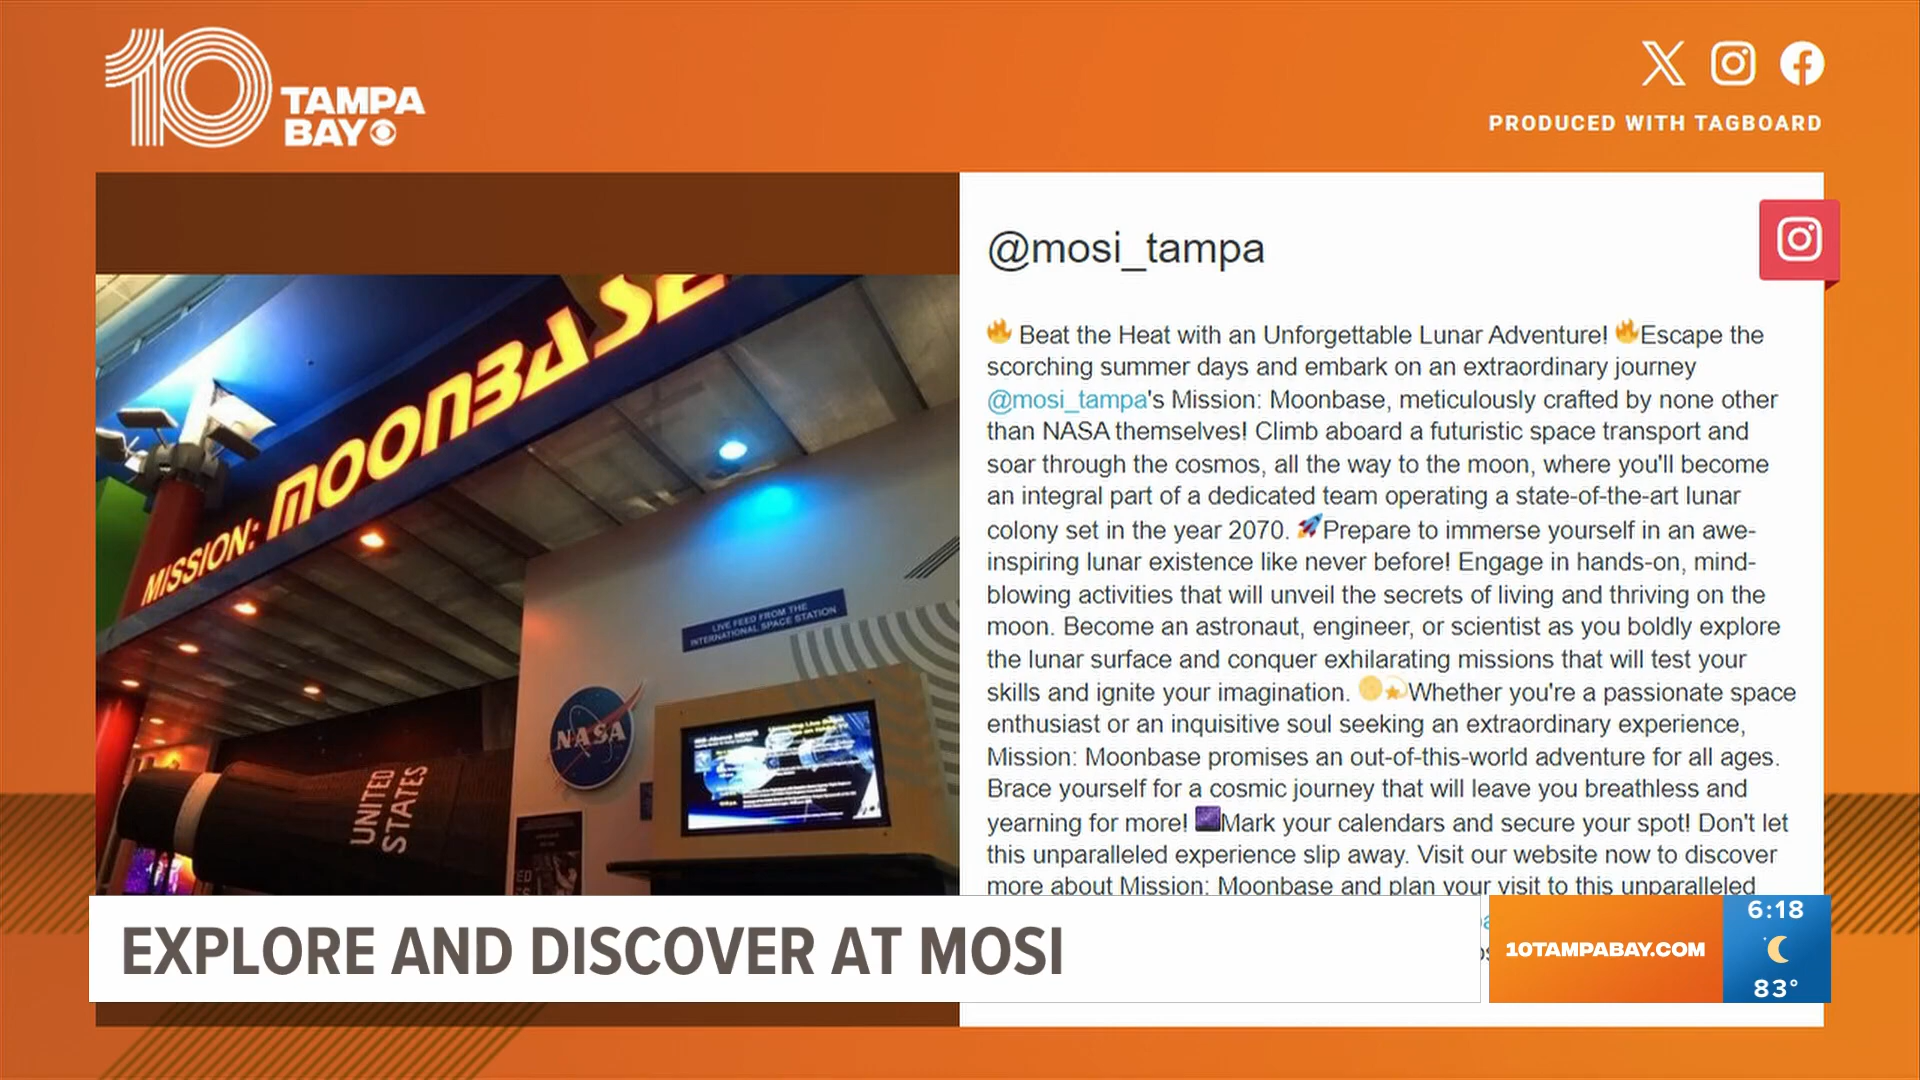 10 TAMPA BAY
PRODUCED WITH TAGBOARD
MISSION: MOONBASE
LIVE FEED FROM THE
INTERNATIONAL SPACE STATION
NASA
UNITED
STATES
@mosi_tampa
🔥 Beat the Heat with an Unforgettable Lunar Adventure! 🔥Escape the
scorching summer days and embark on an extraordinary journey
@mosi_tampa's Mission: Moonbase, meticulously crafted by none other
than NASA themselves! Climb aboard a futuristic space transport and
soar through the cosmos, all the way to the moon, where you'll become
an integral part of a dedicated team operating a state-of-the-art lunar
colony set in the year 2070. 🚀Prepare to immerse yourself in an awe-
inspiring lunar existence like never before! Engage in hands-on, mind-
blowing activities that will unveil the secrets of living and thriving on the
moon. Become an astronaut, engineer, or scientist as you boldly explore
the lunar surface and conquer exhilarating missions that will test your
skills and ignite your imagination. 🌕💫Whether you're a passionate space
enthusiast or an inquisitive soul seeking an extraordinary experience,
Mission: Moonbase promises an out-of-this-world adventure for all ages.
Brace yourself for a cosmic journey that will leave you breathless and
yearning for more! 🌌Mark your calendars and secure your spot! Don't let
this unparalleled experience slip away. Visit our website now to discover
more about Mission: Moonbase and plan your visit to this unparalleled
EXPLORE AND DISCOVER AT MOSI
10TAMPABAY.COM
6:18
83°